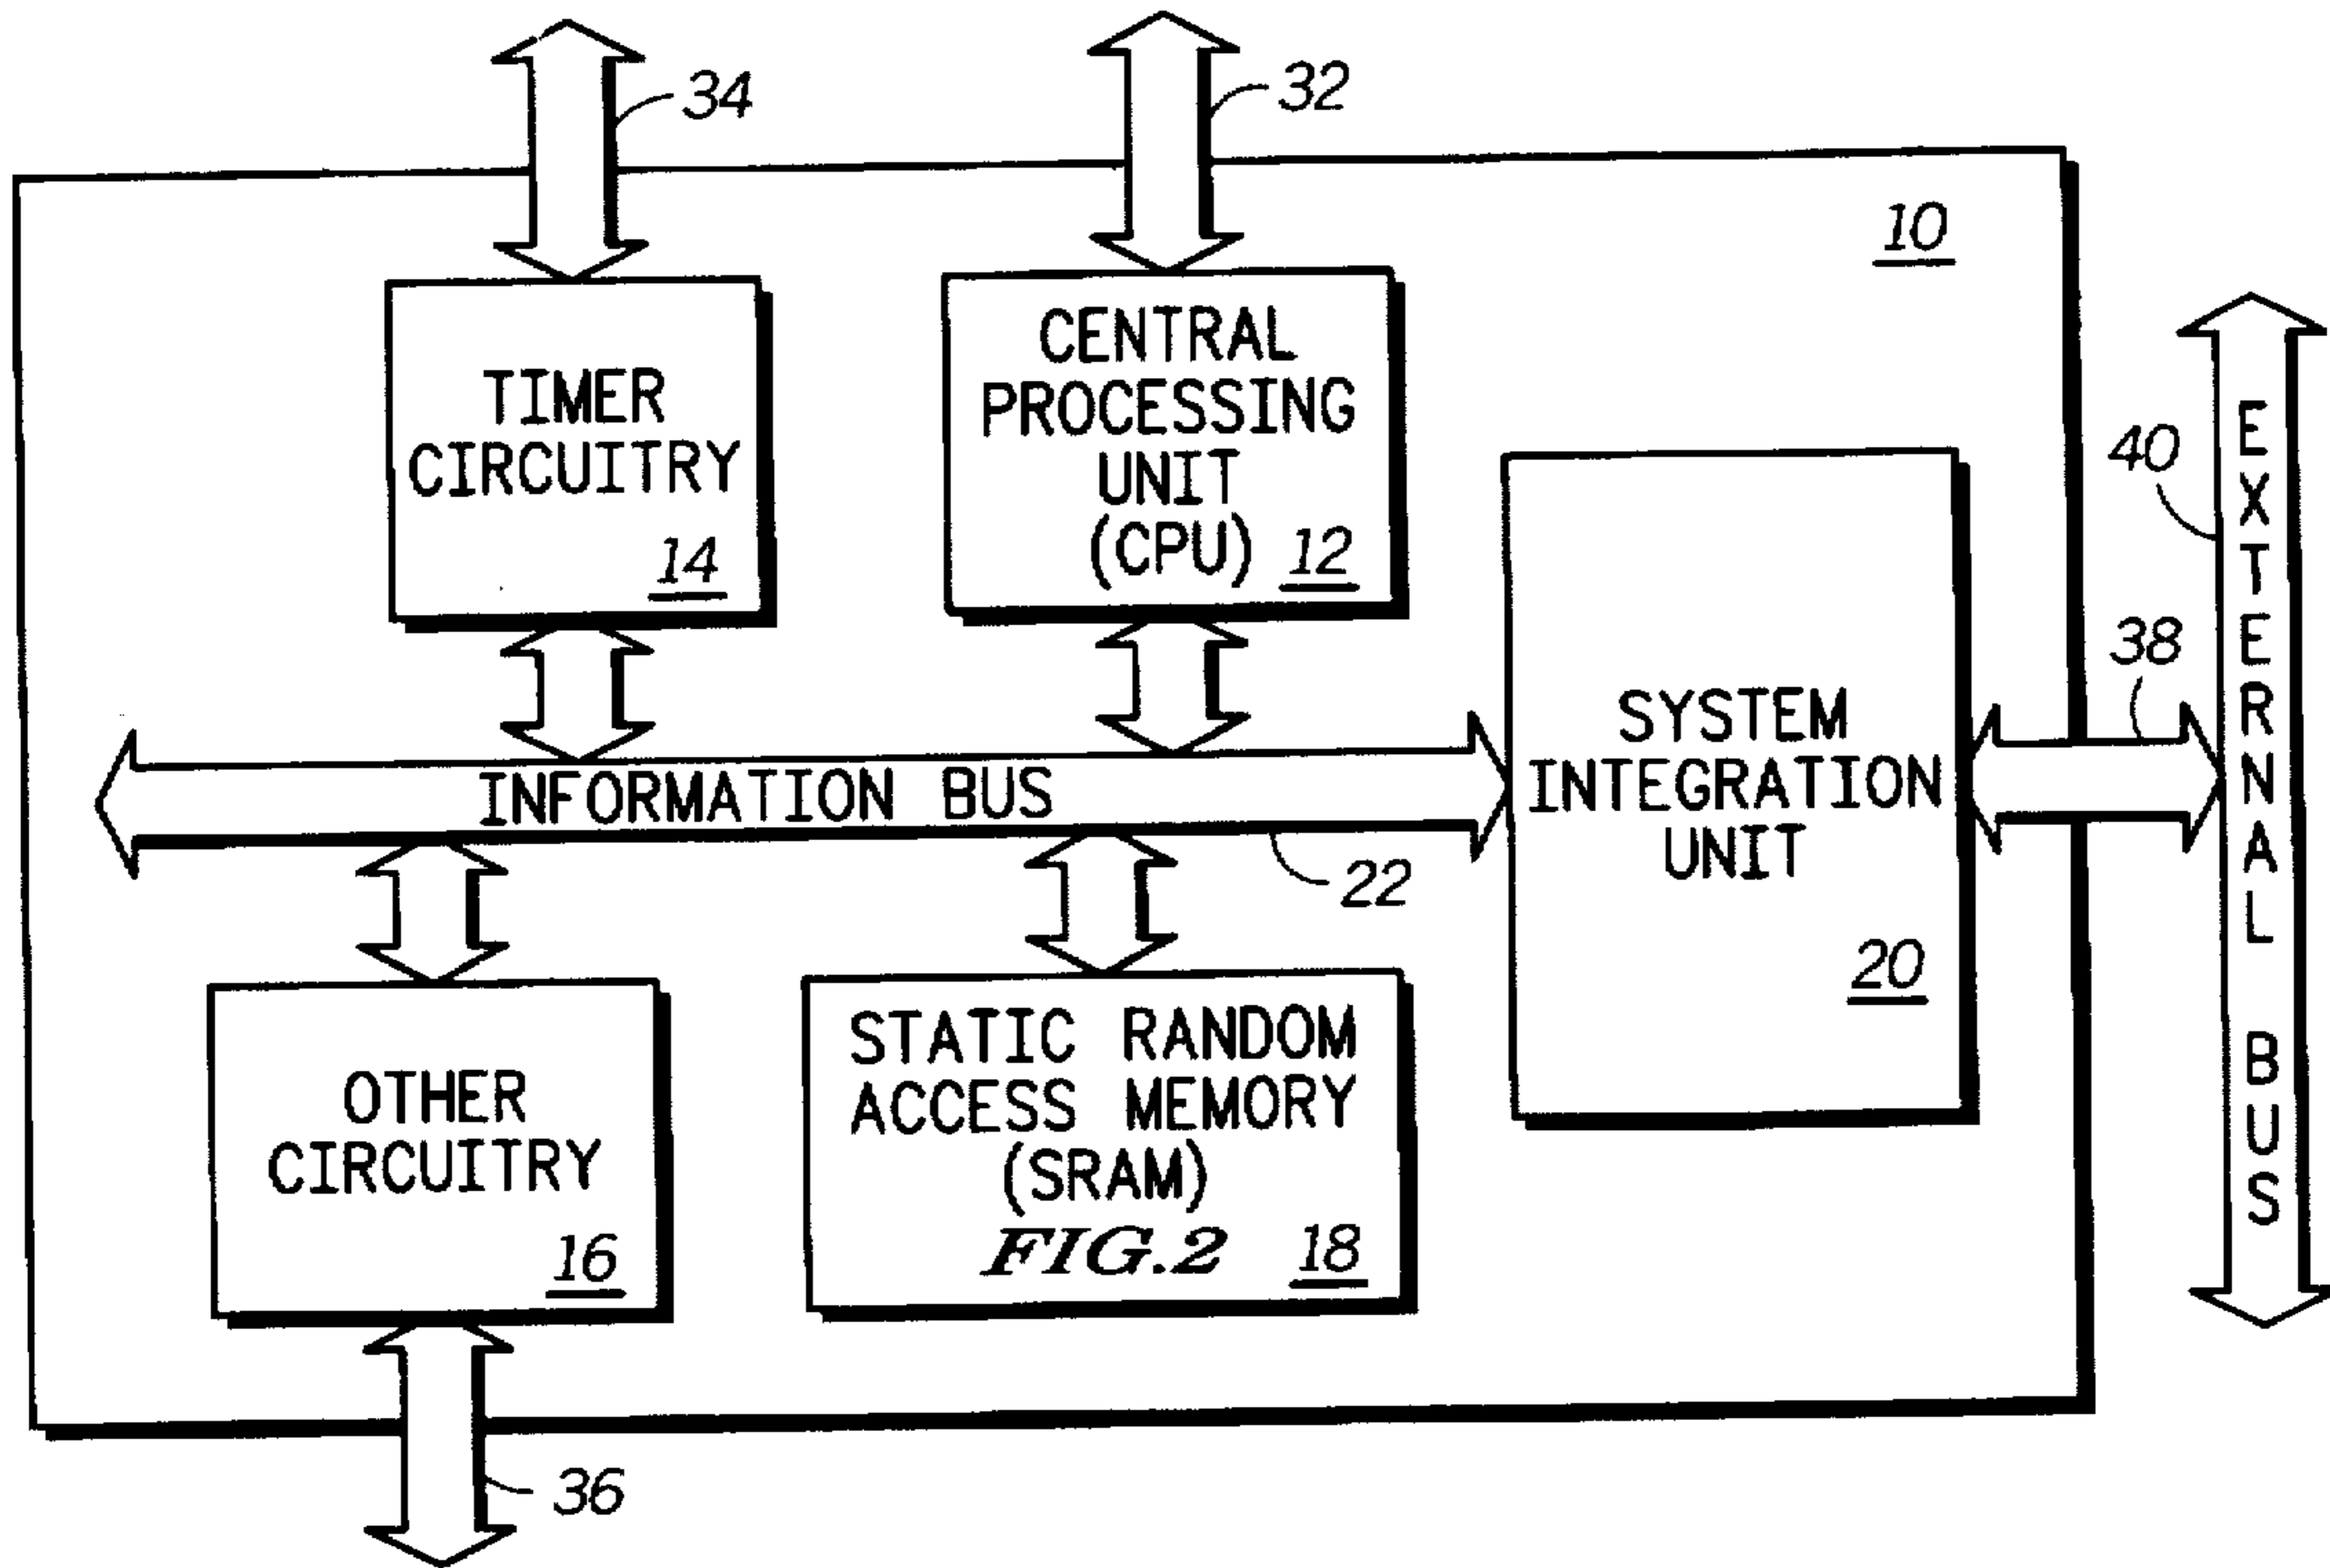 34
32
10
TIMER
CIRCUITRY
14
CENTRAL
PROCESSING
UNIT
(CPU) 12
40
EXTERNAL BUS
38
SYSTEM
INTEGRATION
UNIT
20
INFORMATION BUS
22
OTHER
CIRCUITRY
16
STATIC RANDOM
ACCESS MEMORY
(SRAM)
FIG.2 18
36